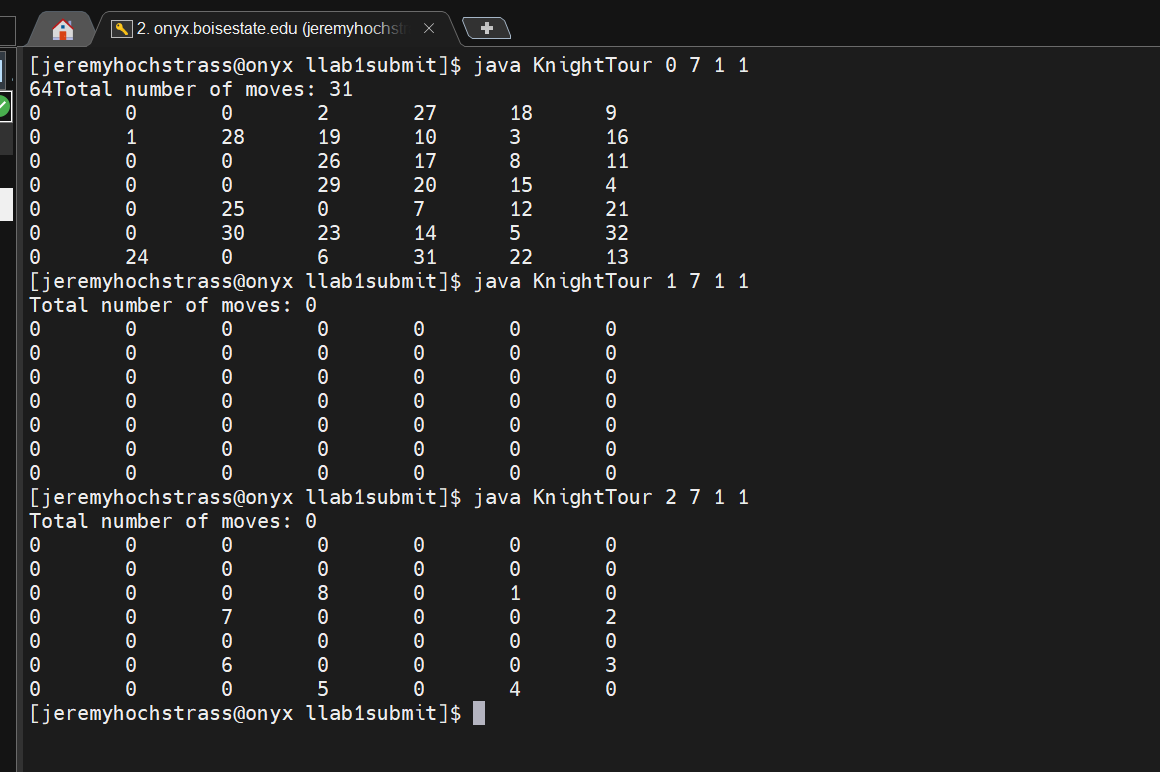 2. onyx.boisestate.edu (jeremyhochst
[jeremyhochstrass@onyx llab1submit]$ java KnightTour 0 7 1 1
64Total number of moves: 31
0 0 0 2 27 18 9
0 1 28 19 10 3 16
0 0 0 26 17 8 11
0 0 0 29 20 15 4
0 0 25 0 7 12 21
0 0 30 23 14 5 32
0 24 0 6 31 22 13
[jeremyhochstrass@onyx llab1submit]$ java KnightTour 1 7 1 1
Total number of moves: 0
0 0 0 0 0 0 0
0 0 0 0 0 0 0
0 0 0 0 0 0 0
0 0 0 0 0 0 0
0 0 0 0 0 0 0
0 0 0 0 0 0 0
0 0 0 0 0 0 0
[jeremyhochstrass@onyx llab1submit]$ java KnightTour 2 7 1 1
Total number of moves: 0
0 0 0 0 0 0 0
0 0 0 0 0 0 0
0 0 0 8 0 1 0
0 0 7 0 0 0 2
0 0 0 0 0 0 0
0 0 6 0 0 0 3
0 0 0 5 0 4 0
[jeremyhochstrass@onyx llab1submit]$